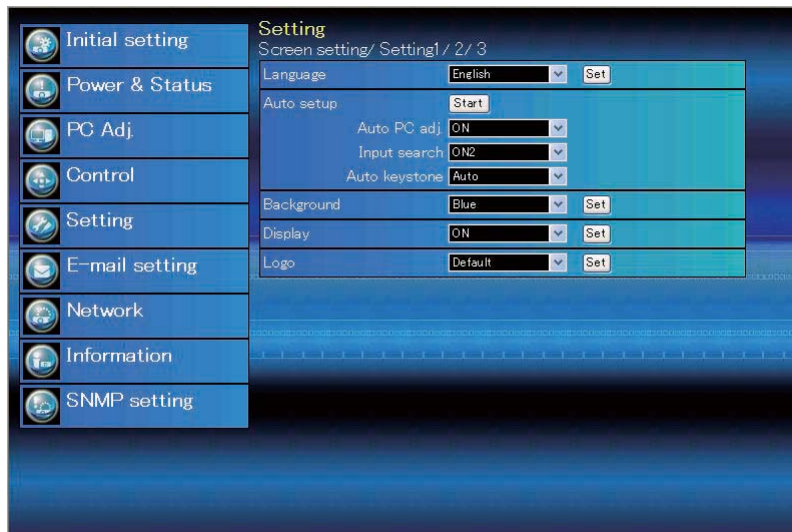 Initial setting
Power & Status
PC Adj.
Control
Setting
E-mail setting
Network
Information
SNMP setting
Setting
Screen setting/ Setting1/ 2/ 3
Language English Set
Auto setup Start
Auto PC adj. ON
Input search ON2
Auto keystone Auto
Background Blue Set
Display ON Set
Logo Default Set